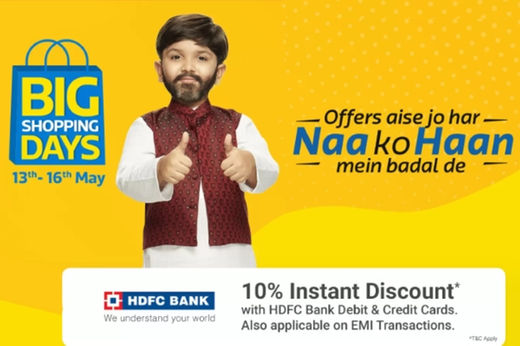 BIG
SHOPPING
DAYS
13th- 16th May
Offers aise jo har
Naa ko Haan
mein badal de
HDFC BANK
We understand your world
10% Instant Discount*
with HDFC Bank Debit & Credit Cards.
Also applicable on EMI Transactions.
*T&C Apply